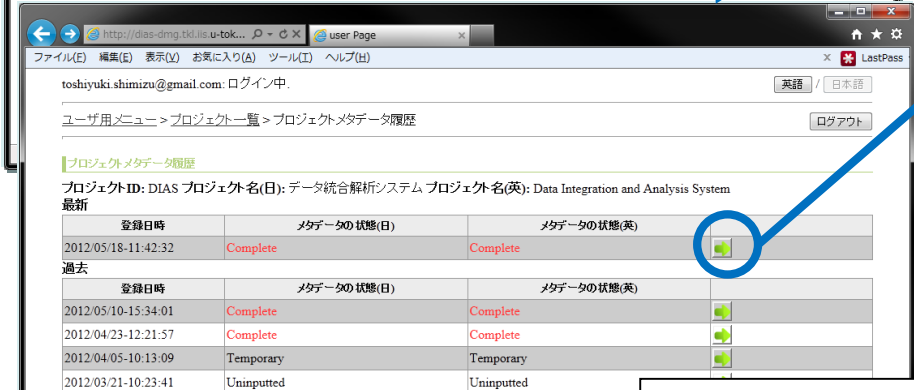 http://dias-dmg.tkl.iis.u-tok... user Page
ファイル(F) 編集(E) 表示(V) お気に入り(A) ツール(T) ヘルプ(H) x LastPass
toshiyuki.shimizu@gmail.com: ログイン中. 英語 / 日本語
ユーザ用メニュー > プロジェクト一覧 > プロジェクトメタデータ履歴 ログアウト
プロジェクトメタデータ履歴
プロジェクトID: DIAS プロジェクト名(日): データ統合解析システム プロジェクト名(英): Data Integration and Analysis System
最新
登録日時 メタデータの状態(日) メタデータの状態(英)
2012/05/18-11:42:32 Complete Complete
過去
登録日時 メタデータの状態(日) メタデータの状態(英)
2012/05/10-15:34:01 Complete Complete
2012/04/23-12:21:57 Complete Complete
2012/04/05-10:13:09 Temporary Temporary
2012/03/21-10:23:41 Uninputted Uninputted